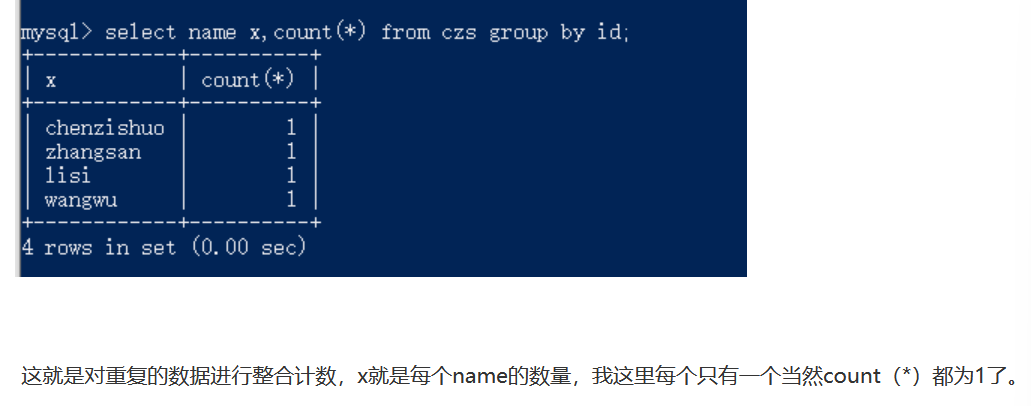 mysql> select name x,count(*) from czs group by id;
+------------+----------+
| x | count(*) |
+------------+----------+
| chenzishuo | 1 |
| zhangsan | 1 |
| lisi | 1 |
| wangwu | 1 |
+------------+----------+
4 rows in set (0.00 sec)
这就是对重复的数据进行整合计数，x就是每个name的数量，我这里每个只有一个当然count（*）都为1了。